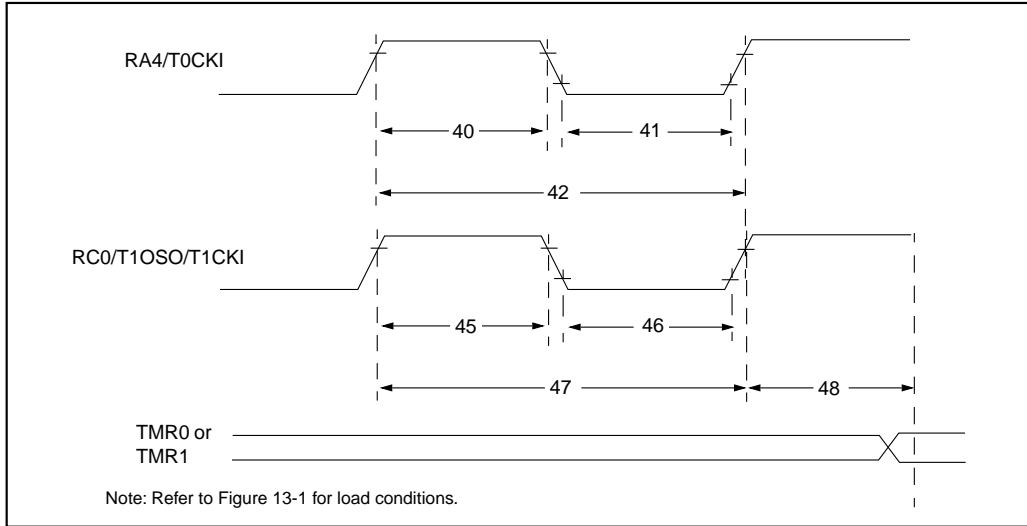 RA4/T0CKI
40
41
42
RC0/T1OSO/T1CKI
45
46
47
48
TMR0 or
TMR1
Note: Refer to Figure 13-1 for load conditions.